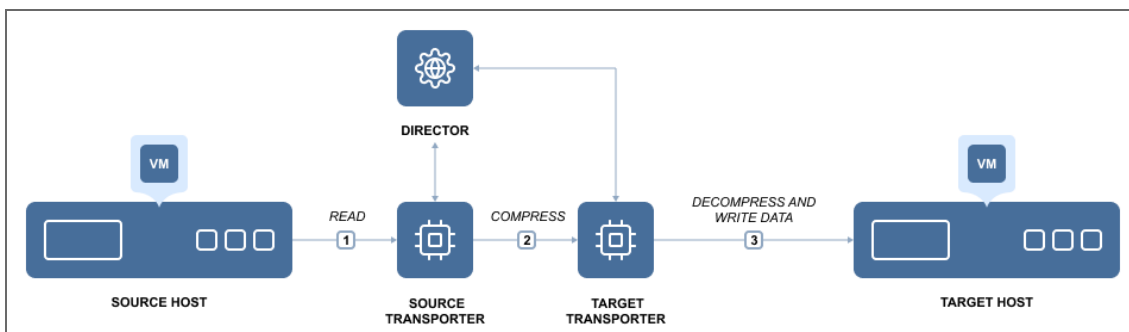 DIRECTOR
VM
VM
READ
1
COMPRESS
2
DECOMPRESS AND
WRITE DATA
3
SOURCE HOST
SOURCE
TRANSPORTER
TARGET
TRANSPORTER
TARGET HOST